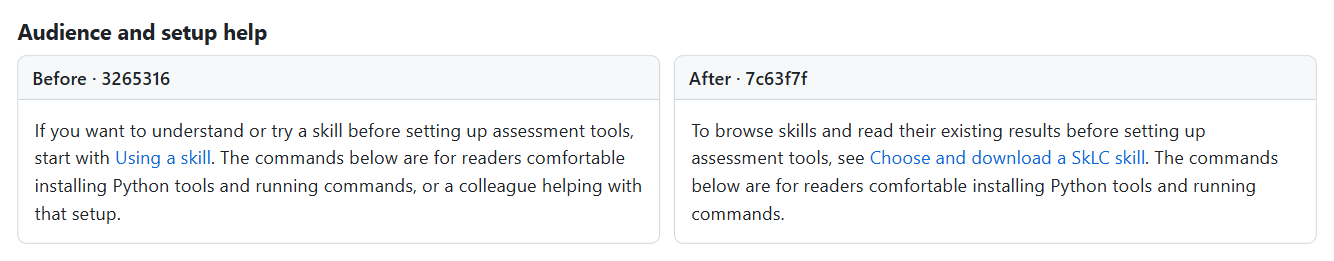 Audience and setup help
Before · 3265316
If you want to understand or try a skill before setting up assessment tools,
start with Using a skill. The commands below are for readers comfortable
installing Python tools and running commands, or a colleague helping with
that setup.
After · 7c63f7f
To browse skills and read their existing results before setting up
assessment tools, see Choose and download a SkLC skill. The commands
below are for readers comfortable installing Python tools and running
commands.